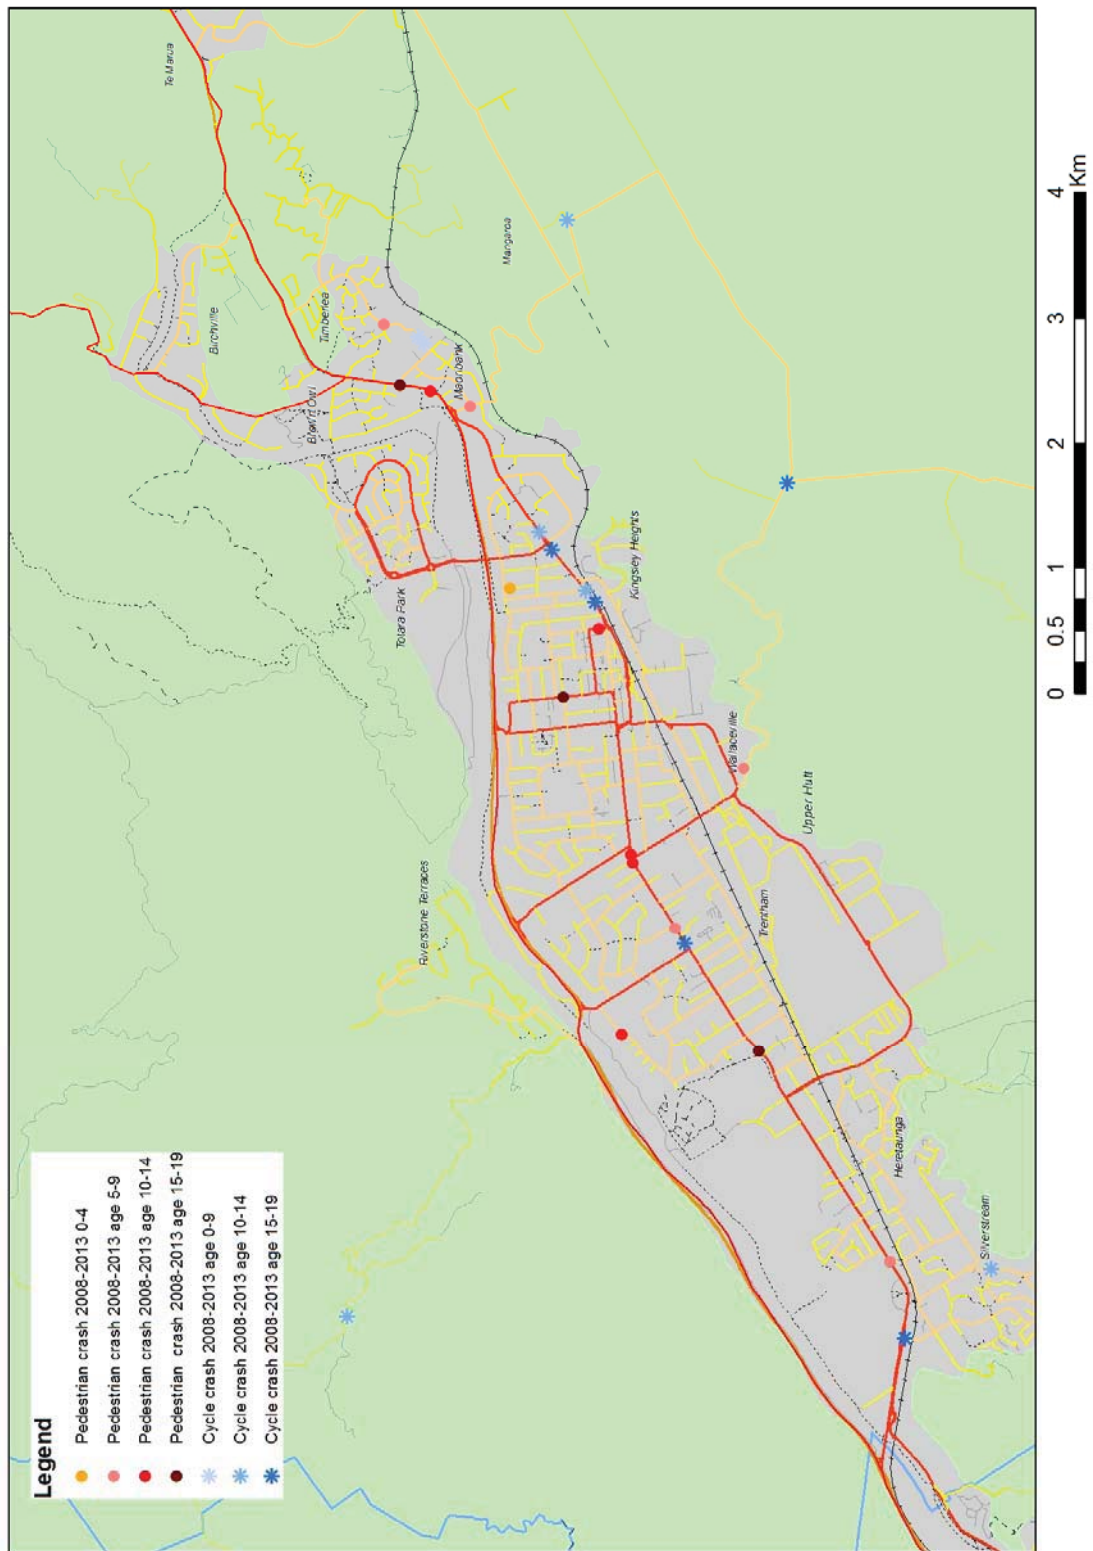 Legend
Pedestrian crash 2008-2013 0-4
Pedestrian crash 2008-2013 age 5-9
Pedestrian crash 2008-2013 age 10-14
Pedestrian crash 2008-2013 age 15-19
Cycle crash 2008-2013 age 0-9
Cycle crash 2008-2013 age 10-14
Cycle crash 2008-2013 age 15-19
Te Marua
Birchville
Timberlea
Brown Owl
Maoribank
Mangaroa
Totara Park
Kingsley Heights
Riverstone Terraces
Wallaceville
Upper Hutt
Trentham
Heretaunga
Silverstream
0 0.5 1 2 3 4
Km